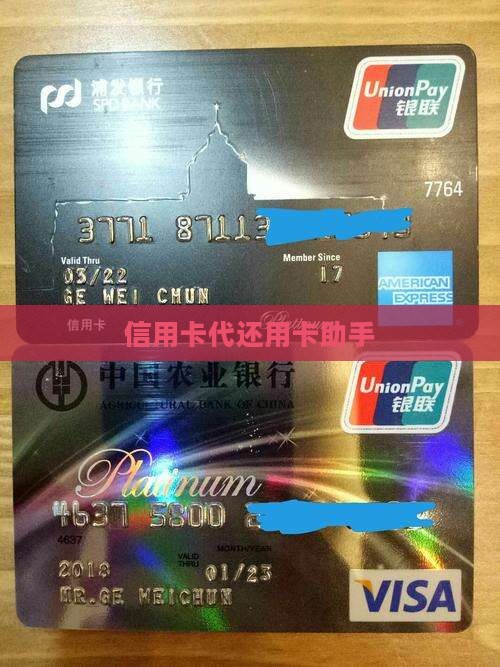 浦发银行
SPD BANK
UnionPay
银联
7764
Valid Thru
Member Since
03/22
17
GE WEI CHUN
AMERICAN
EXPRESS
信用卡
Platinum
信用卡代还用卡助手
中国农业银行
AGRICULTURAL BANK OF CHINA
UnionPay
银联
Platinum
4637 5800
4637
MONTH/YEAR
VALID
THRU
2018
01/23
MR.GE WEICHUN
VISA